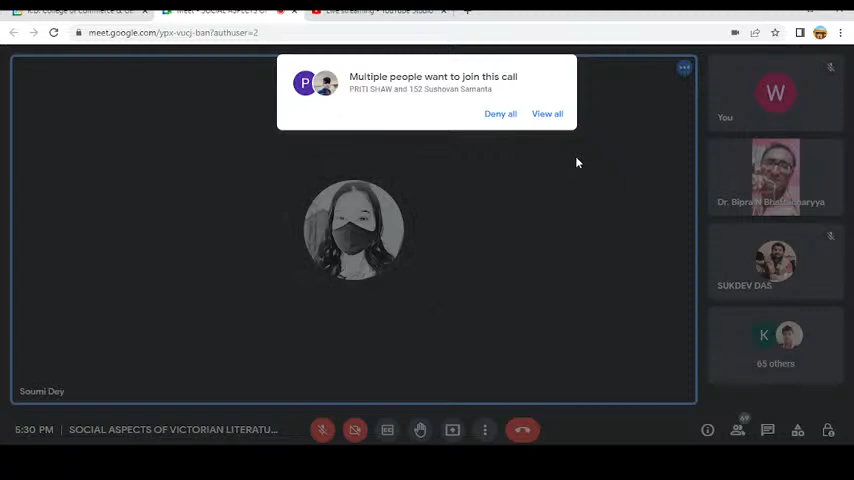 meet.google.com/ypx-vucj-ban?authuser=2
Multiple people want to join this call
PRITI SHAW and 152 Sushovan Samanta
Deny all
View all
P
W
You
Dr. Bipra N Bhattacharyya
SUKDEV DAS
K
65 others
Soumi Dey
5:30 PM | SOCIAL ASPECTS OF VICTORIAN LITERATU...
69